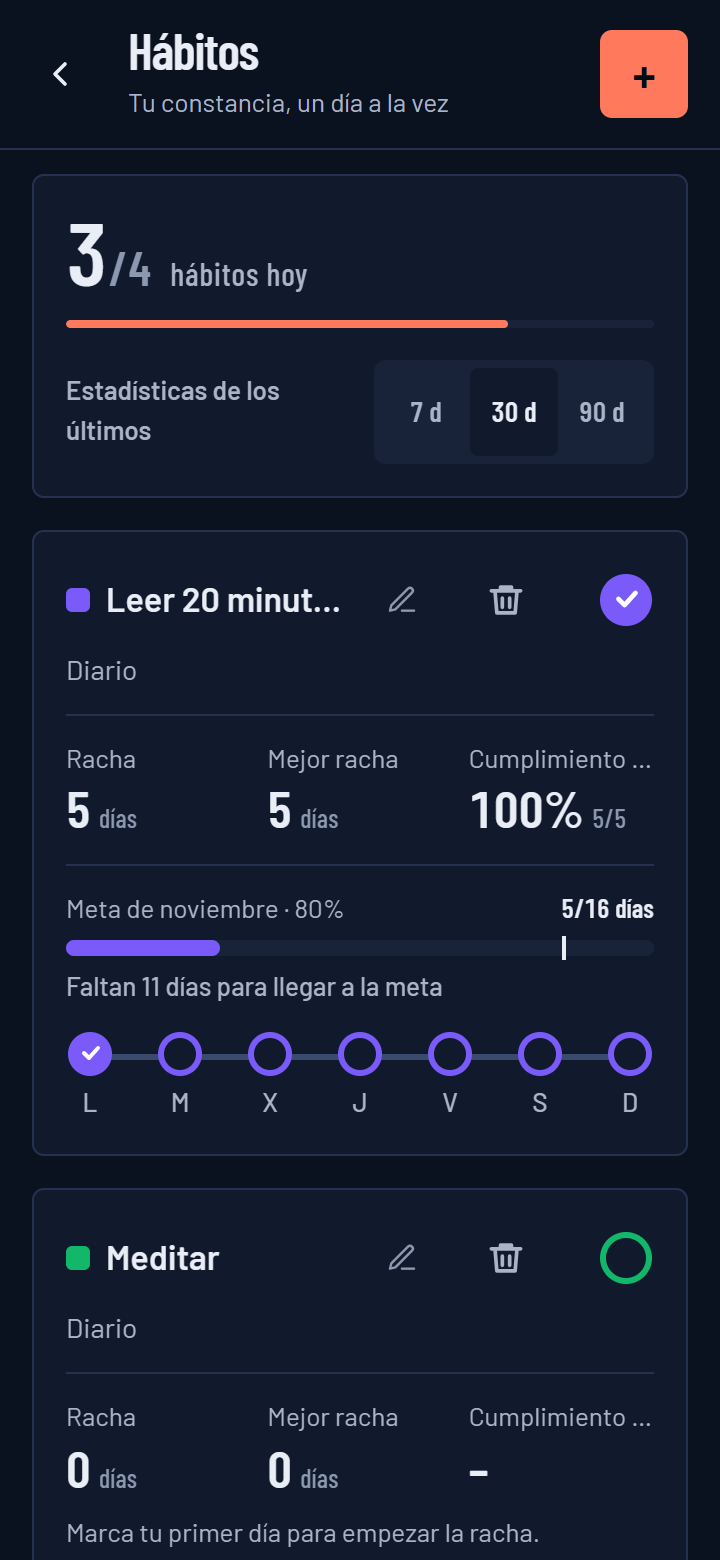 Hábitos
Tu constancia, un día a la vez
+
3/4 hábitos hoy
Estadísticas de los
últimos
7 d 30 d 90 d
Leer 20 minut...
Diario
Racha Mejor racha Cumplimiento ...
5 días 5 días 100% 5/5
Meta de noviembre · 80% 5/16 días
Faltan 11 días para llegar a la meta
L M X J V S D
Meditar
Diario
Racha Mejor racha Cumplimiento ...
0 días 0 días –
Marca tu primer día para empezar la racha.